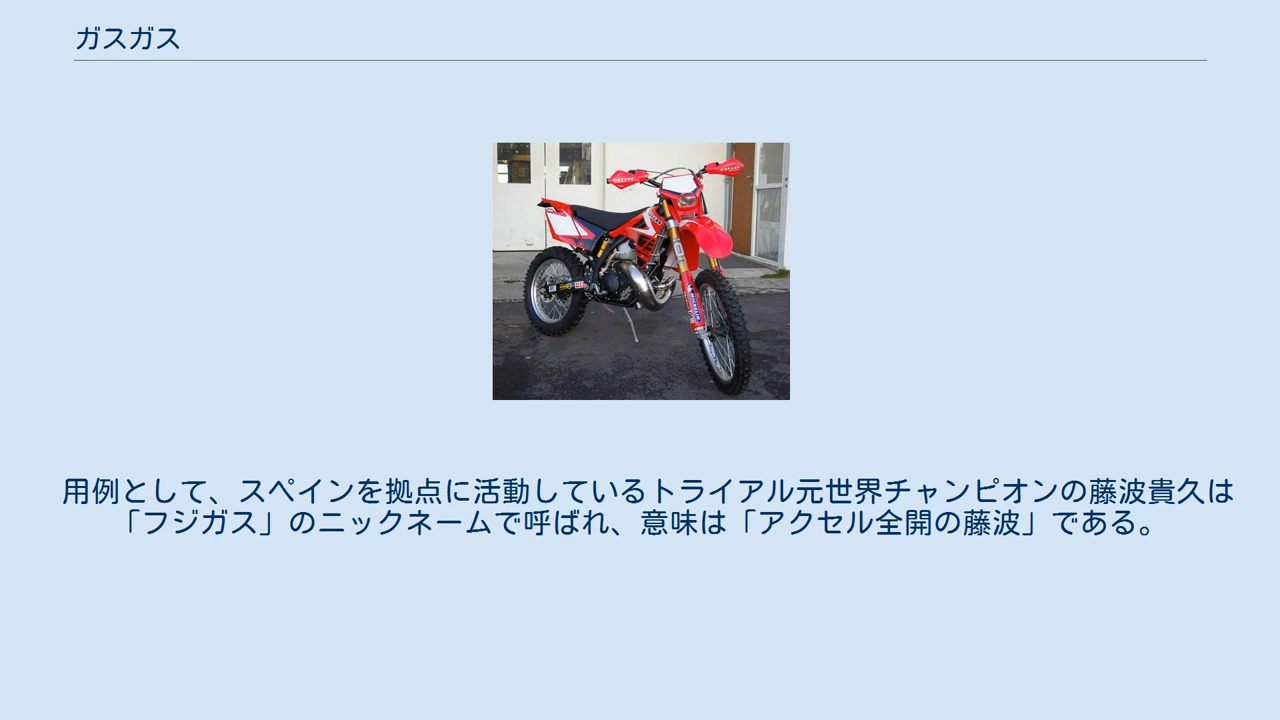 ガスガス
用例として、スペインを拠点に活動しているトライアル元世界チャンピオンの藤波貴久は
「フジガス」のニックネームで呼ばれ、意味は「アクセル全開の藤波」である。